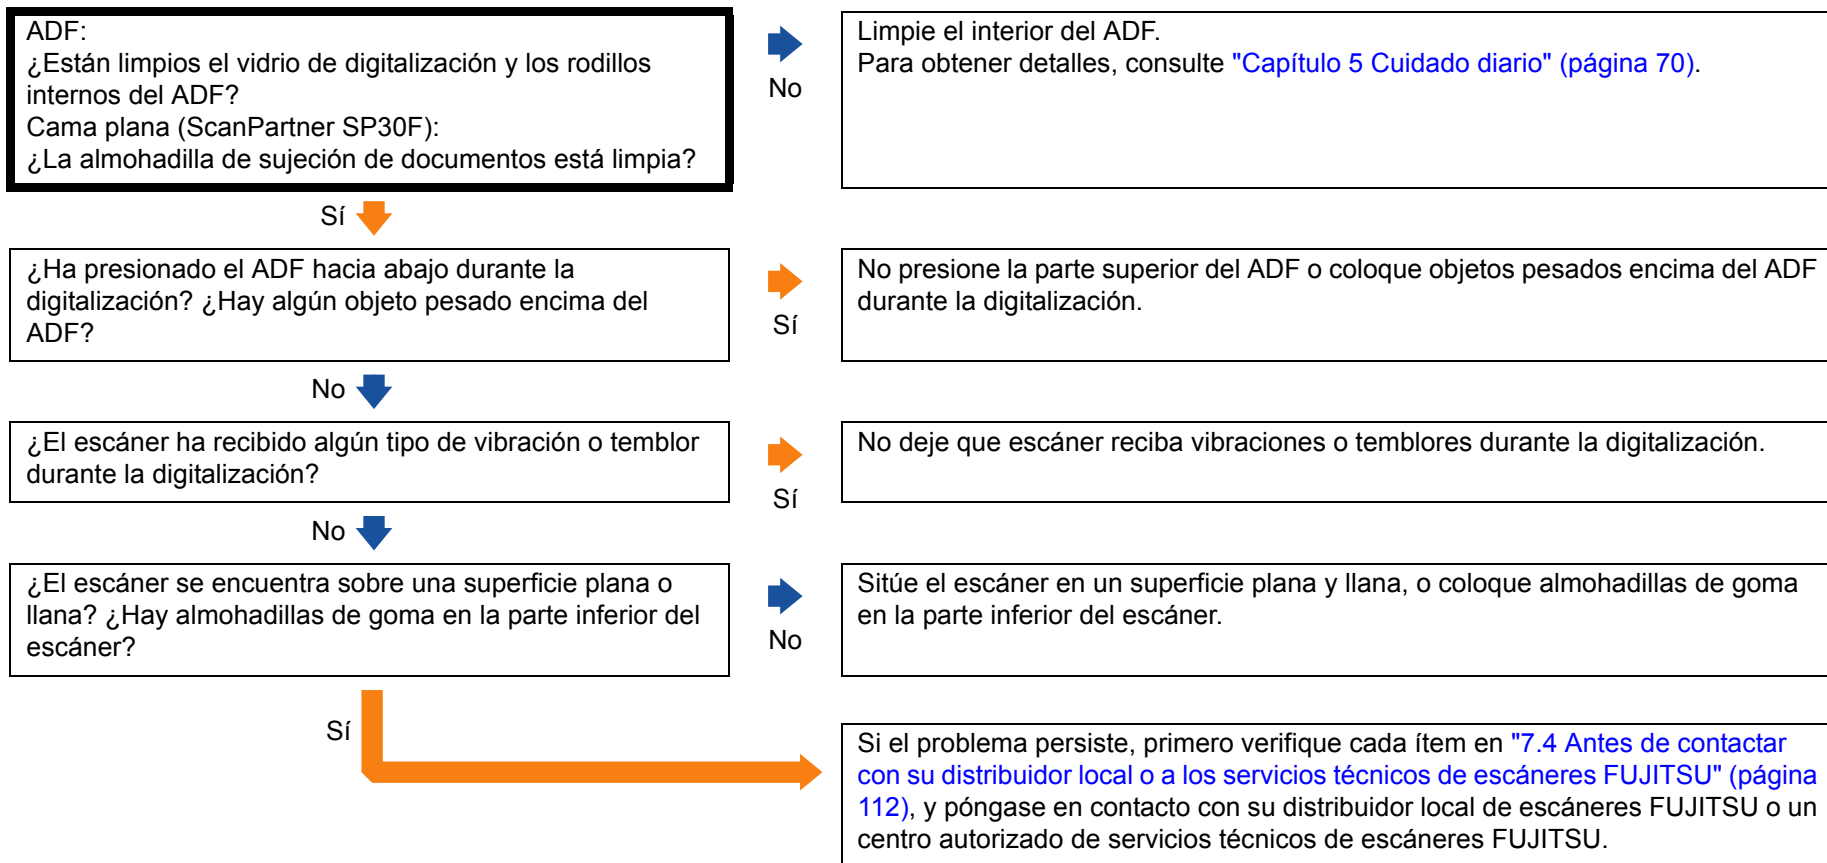 ADF:
¿Están limpios el vidrio de digitalización y los rodillos
internos del ADF?
Cama plana (ScanPartner SP30F):
¿La almohadilla de sujeción de documentos está limpia?
No
Limpie el interior del ADF.
Para obtener detalles, consulte "Capítulo 5 Cuidado diario" (página 70).
Sí
¿Ha presionado el ADF hacia abajo durante la
digitalización? ¿Hay algún objeto pesado encima del
ADF?
Sí
No presione la parte superior del ADF o coloque objetos pesados encima del ADF
durante la digitalización.
No
¿El escáner ha recibido algún tipo de vibración o temblor
durante la digitalización?
Sí
No deje que escáner reciba vibraciones o temblores durante la digitalización.
No
¿El escáner se encuentra sobre una superficie plana o
llana? ¿Hay almohadillas de goma en la parte inferior del
escáner?
No
Sitúe el escáner en un superficie plana y llana, o coloque almohadillas de goma
en la parte inferior del escáner.
Sí
Si el problema persiste, primero verifique cada ítem en "7.4 Antes de contactar
con su distribuidor local o a los servicios técnicos de escáneres FUJITSU" (página
112), y póngase en contacto con su distribuidor local de escáneres FUJITSU o un
centro autorizado de servicios técnicos de escáneres FUJITSU.